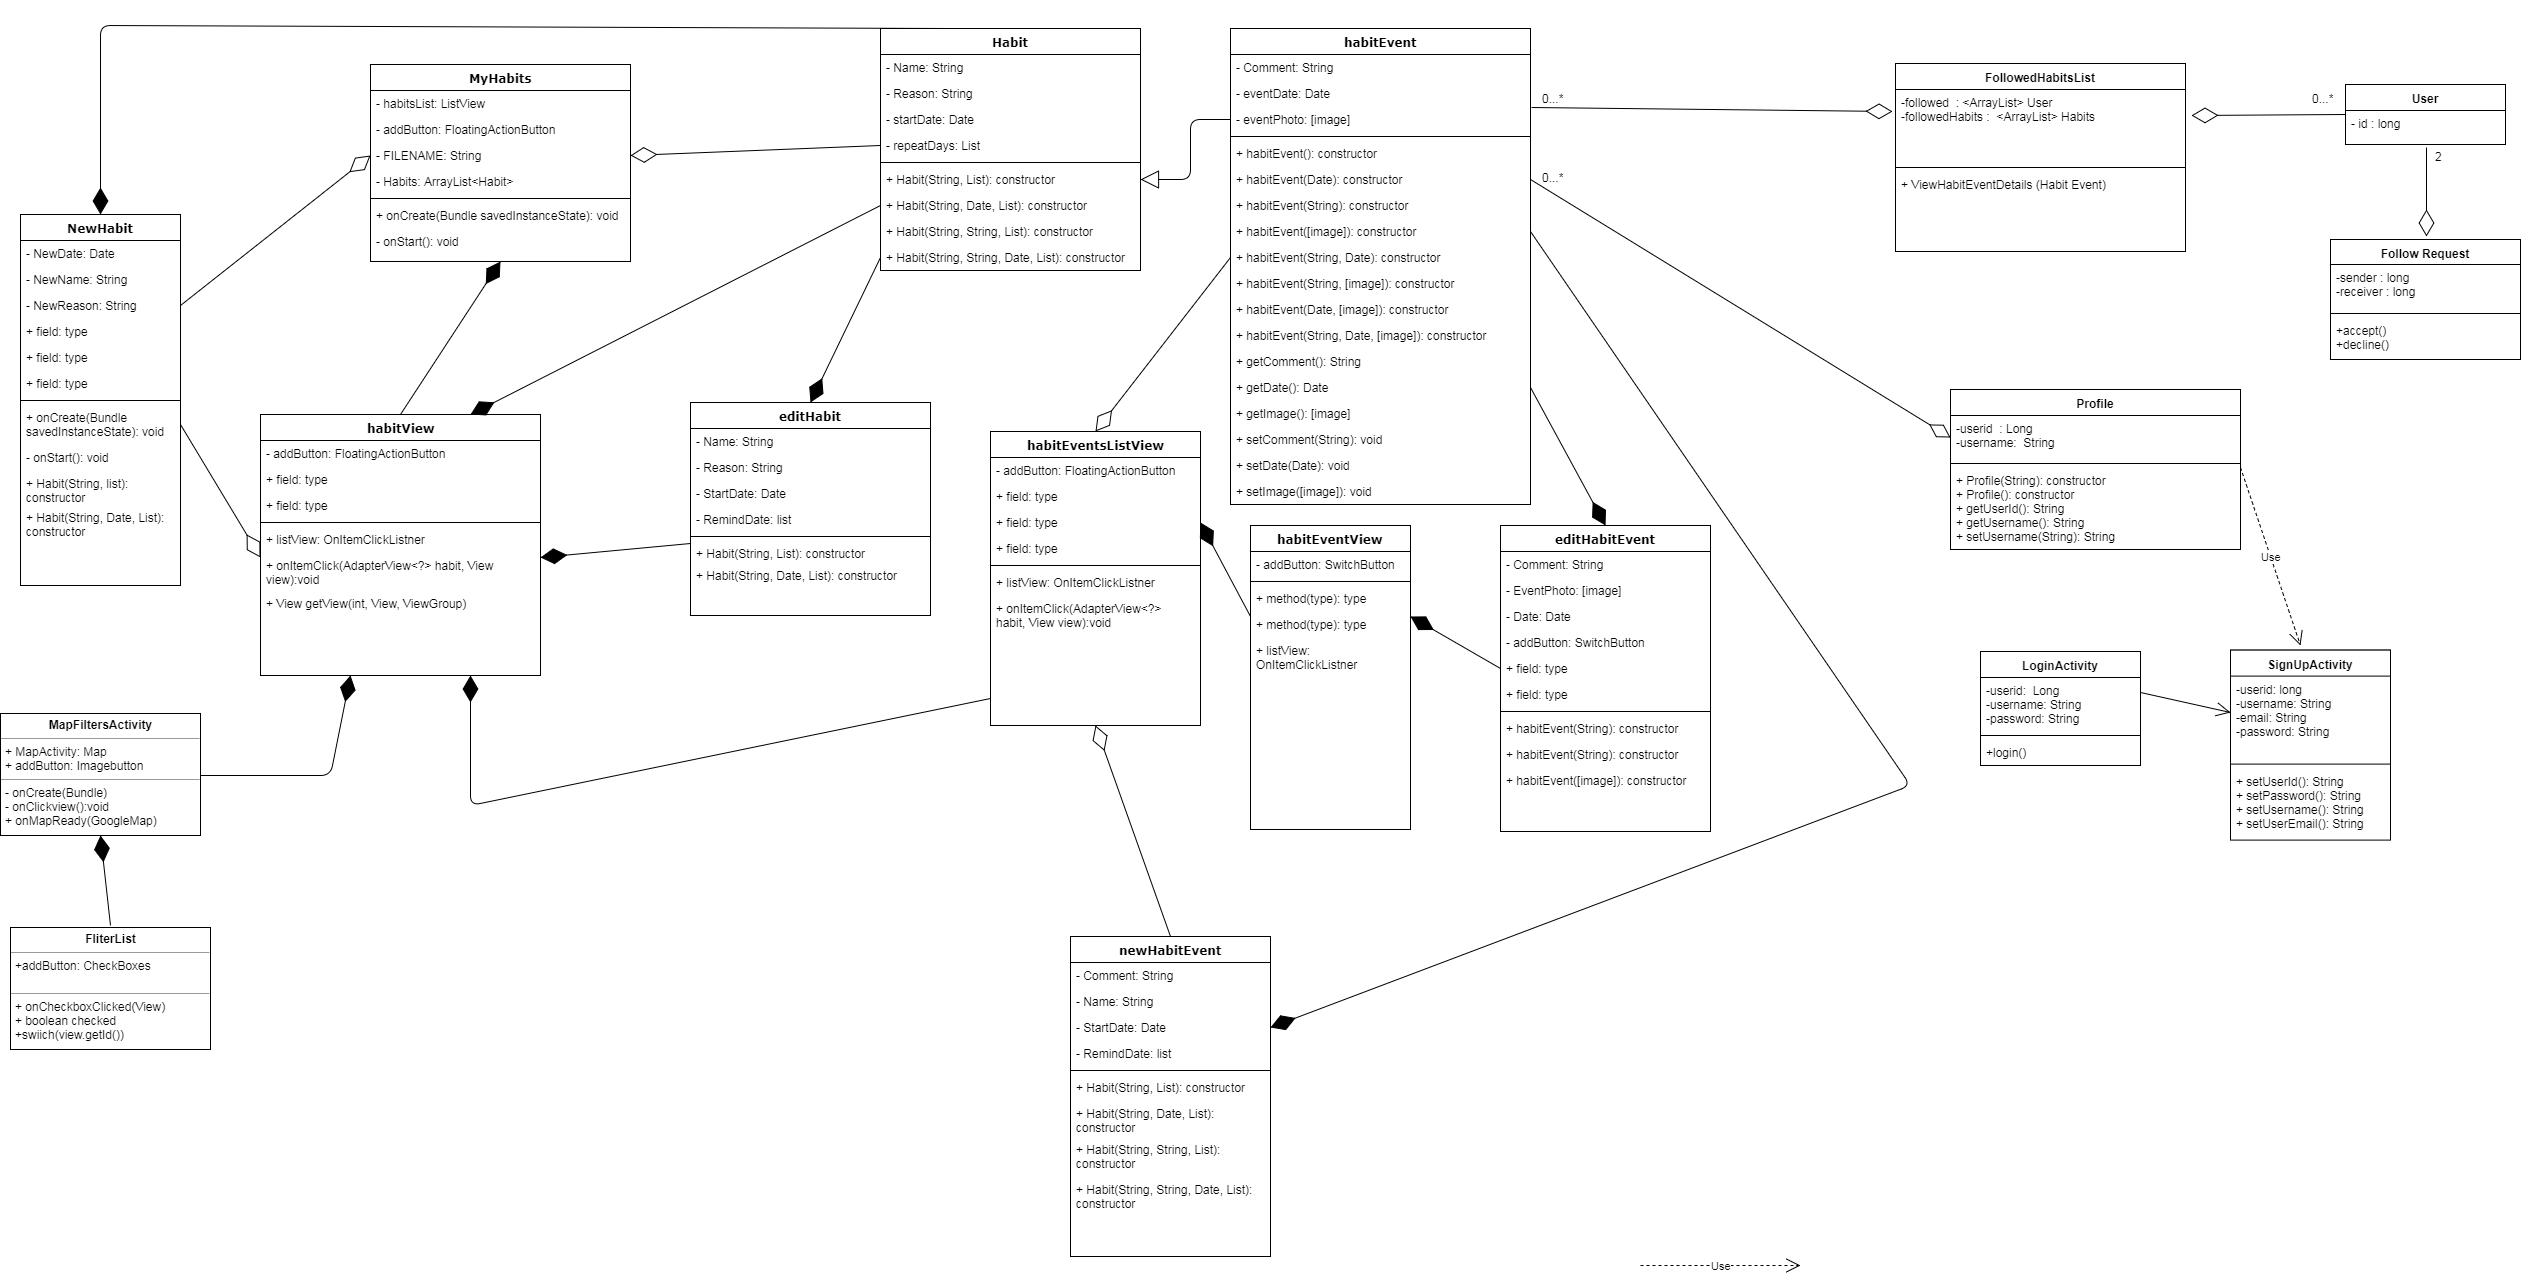 Habit
- Name: String
- Reason: String
- startDate: Date
- repeatDays: List
+ Habit(String, List): constructor
+ Habit(String, Date, List): constructor
+ Habit(String, String, List): constructor
+ Habit(String, String, Date, List): constructor
habitEvent
- Comment: String
- eventDate: Date
- eventPhoto: [image]
+ habitEvent(): constructor
+ habitEvent(Date): constructor
+ habitEvent(String): constructor
+ habitEvent([image]): constructor
+ habitEvent(String, Date): constructor
+ habitEvent(String, [image]): constructor
+ habitEvent(Date, [image]): constructor
+ habitEvent(String, Date, [image]): constructor
+ getComment(): String
+ getDate(): Date
+ getImage(): [image]
+ setComment(String): void
+ setDate(Date): void
+ setImage([image]): void
0...*
0...*
FollowedHabitsList
-followed  : <ArrayList> User
-followedHabits :  <ArrayList> Habits
+ ViewHabitEventDetails (Habit Event)
0...*
User
- id : long
2
Follow Request
-sender : long
-receiver : long
+accept()
+decline()
MyHabits
- habitsList: ListView
- addButton: FloatingActionButton
- FILENAME: String
- Habits: ArrayList<Habit>
+ onCreate(Bundle savedInstanceState): void
- onStart(): void
NewHabit
- NewDate: Date
- NewName: String
- NewReason: String
+ field: type
+ field: type
+ field: type
+ onCreate(Bundle
savedInstanceState): void
- onStart(): void
+ Habit(String, list):
constructor
+ Habit(String, Date, List):
constructor
habitView
- addButton: FloatingActionButton
+ field: type
+ field: type
+ listView: OnItemClickListner
+ onItemClick(AdapterView<?> habit, View
view):void
+ View getView(int, View, ViewGroup)
editHabit
- Name: String
- Reason: String
- StartDate: Date
- RemindDate: list
+ Habit(String, List): constructor
+ Habit(String, Date, List): constructor
habitEventsListView
- addButton: FloatingActionButton
+ field: type
+ field: type
+ field: type
+ listView: OnItemClickListner
+ onItemClick(AdapterView<?>
habit, View view):void
habitEventView
- addButton: SwitchButton
+ method(type): type
+ method(type): type
+ listView:
OnItemClickListner
editHabitEvent
- Comment: String
- EventPhoto: [image]
- Date: Date
- addButton: SwitchButton
+ field: type
+ field: type
+ habitEvent(String): constructor
+ habitEvent(String): constructor
+ habitEvent([image]): constructor
Profile
-userid  : Long
-username:  String
+ Profile(String): constructor
+ Profile(): constructor
+ getUserId(): String
+ getUsername(): String
+ setUsername(String): String
Use
LoginActivity
-userid:  Long
-username: String
-password: String
+login()
SignUpActivity
-userid: long
-username: String
-email: String
-password: String
+ setUserId(): String
+ setPassword(): String
+ setUsername(): String
+ setUserEmail(): String
MapFiltersActivity
+ MapActivity: Map
+ addButton: Imagebutton
- onCreate(Bundle)
- onClickview():void
+ onMapReady(GoogleMap)
FliterList
+addButton: CheckBoxes
+ onCheckboxClicked(View)
+ boolean checked
+swiich(view.getId())
newHabitEvent
- Comment: String
- Name: String
- StartDate: Date
- RemindDate: list
+ Habit(String, List): constructor
+ Habit(String, Date, List):
constructor
+ Habit(String, String, List):
constructor
+ Habit(String, String, Date, List):
constructor
Use